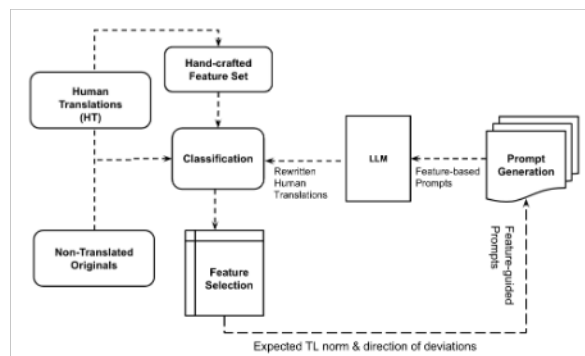 Hand-crafted
Feature Set
Human
Translations
(HT)
Classification
Rewritten
Human
Translations
LLM
Feature-based
Prompts
Prompt
Generation
Non-Translated
Originals
Feature
Selection
Feature-guided
Prompts
Expected TL norm & direction of deviations